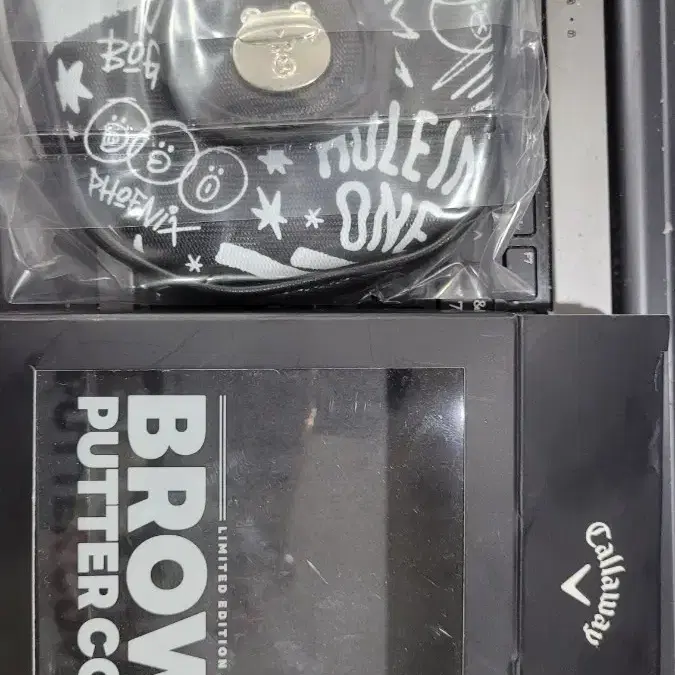 BOG
PHOENIX
HOLE IN
ONE
LIMITED EDITION
BROW
PUTTER CO
Callaway